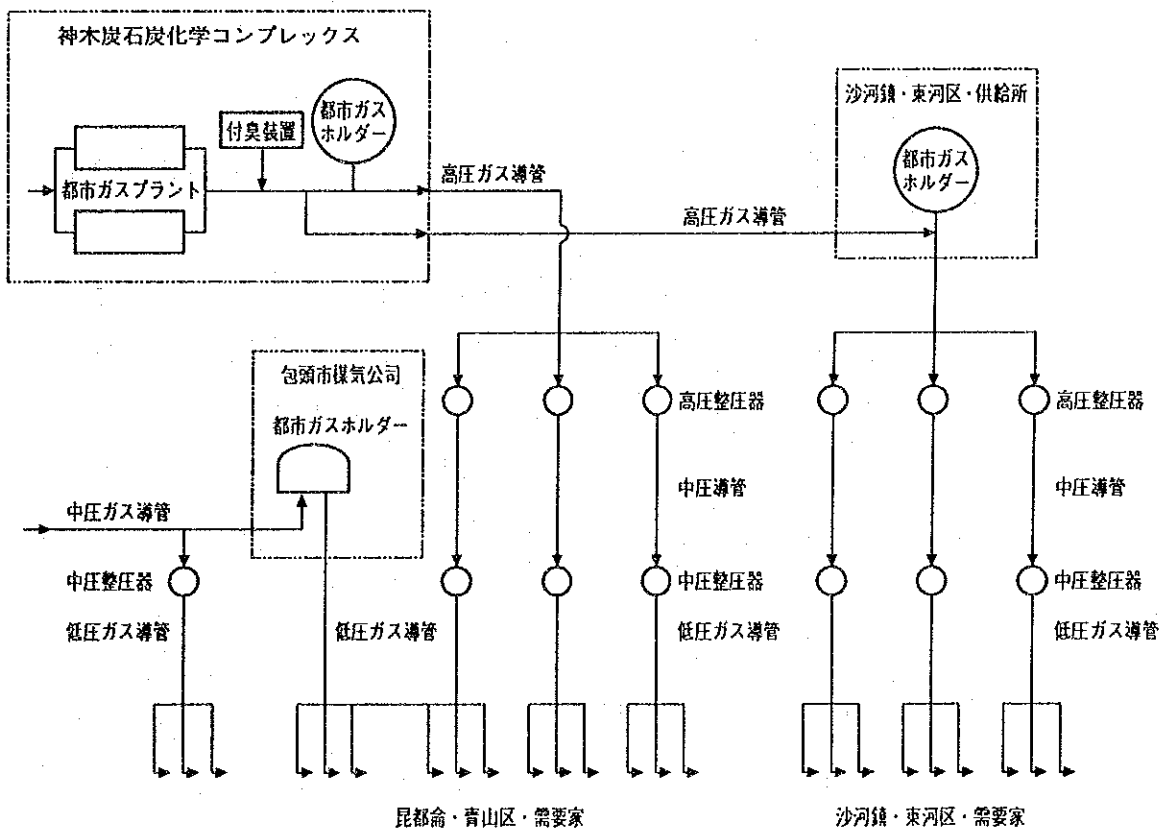 神木炭石炭化学コンプレックス
都市ガス
ホルダー
付臭装置
都市ガスプラント
高圧ガス導管
高圧ガス導管
沙河鎮・東河区・供給所
都市ガス
ホルダー
包頭市煤気公司
都市ガスホルダー
高圧整圧器
高圧整圧器
中圧ガス導管
中圧導管
中圧導管
中圧整圧器
中圧整圧器
中圧整圧器
低圧ガス導管
低圧ガス導管
低圧ガス導管
低圧ガス導管
昆都侖・青山区・需要家
沙河鎮・東河区・需要家